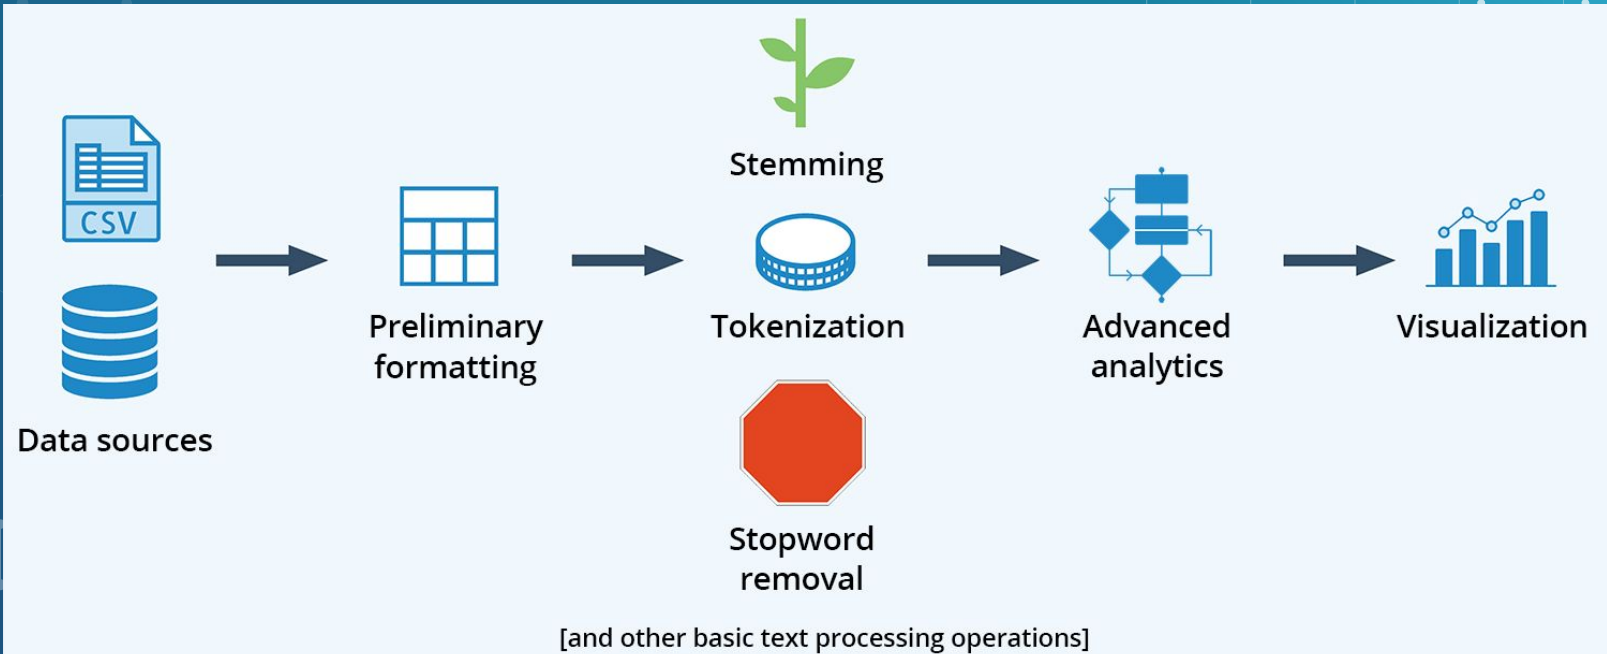 CSV
Data sources
Preliminary
formatting
Stemming
Tokenization
Stopword
removal
[and other basic text processing operations]
Advanced
analytics
Visualization